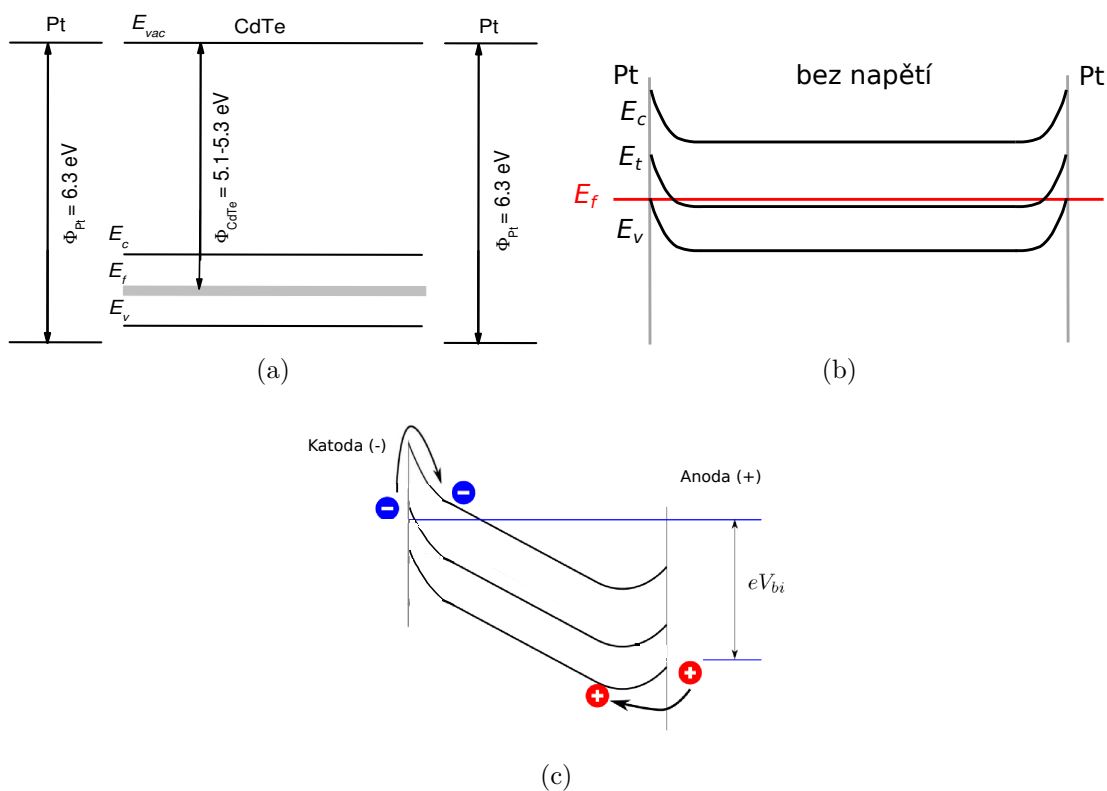 Pt
E_vac
CdTe
Pt
Φ_Pt = 6.3 eV
Φ_CdTe = 5.1-5.3 eV
Φ_Pt = 6.3 eV
E_c
E_f
E_v
(a)
Pt
bez napětí
Pt
E_c
E_t
E_f
E_v
(b)
Katoda (-)
Anoda (+)
eV_bi
(c)